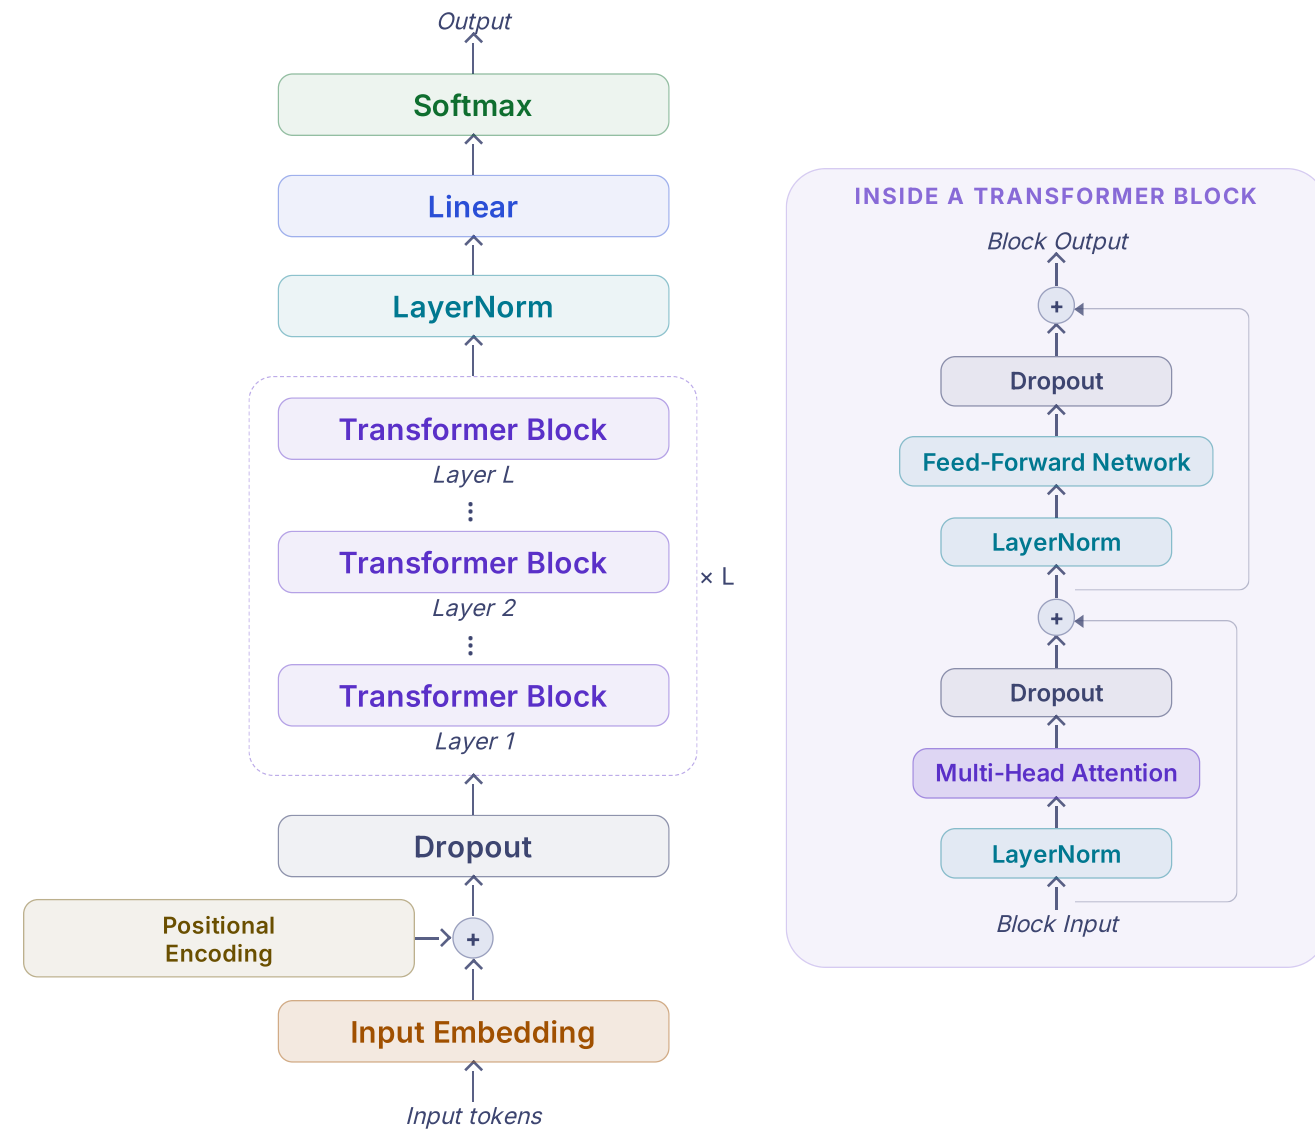 Output
Softmax
Linear
LayerNorm
Transformer Block
Layer L
⋮
Transformer Block
Layer 2
⋮
Transformer Block
Layer 1
× L
Dropout
Positional
Encoding
+
Input Embedding
Input tokens
INSIDE A TRANSFORMER BLOCK
Block Output
+
Dropout
Feed-Forward Network
LayerNorm
+
Dropout
Multi-Head Attention
LayerNorm
Block Input